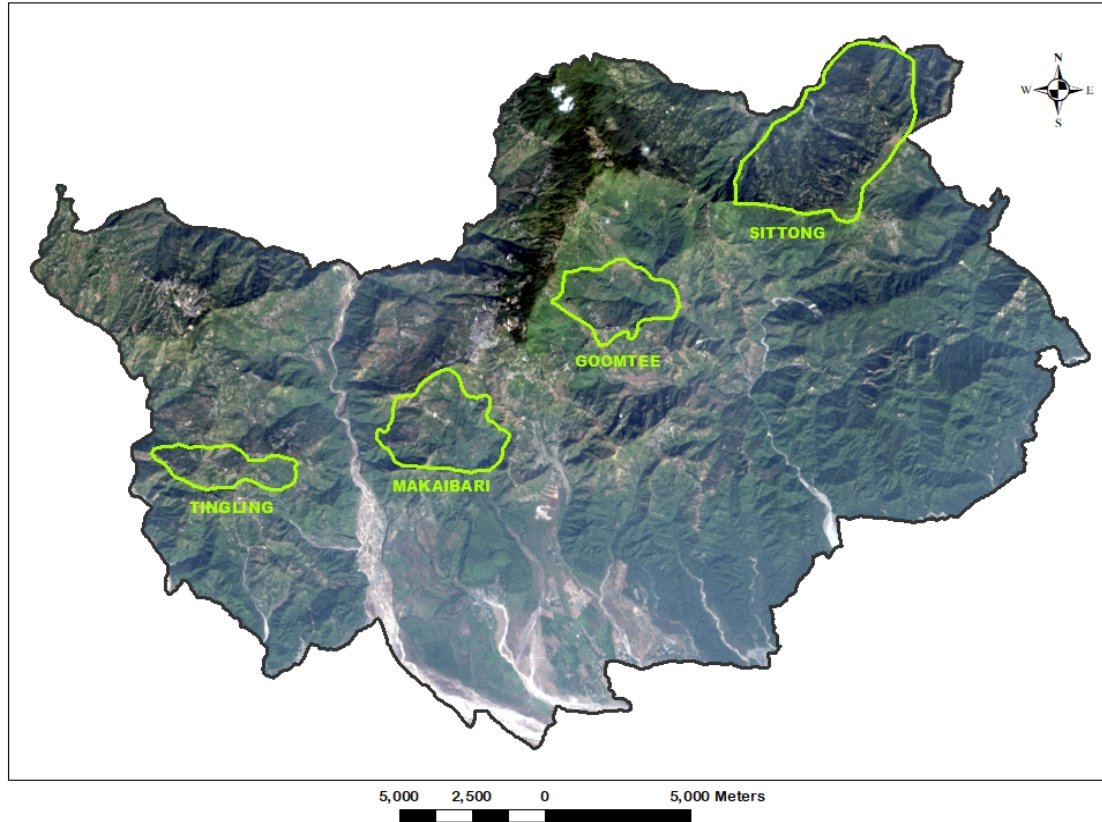 N
W E
S
SITTONG
GOOMTEE
MAKAIBARI
TINGLING
5,000 2,500 0 5,000 Meters